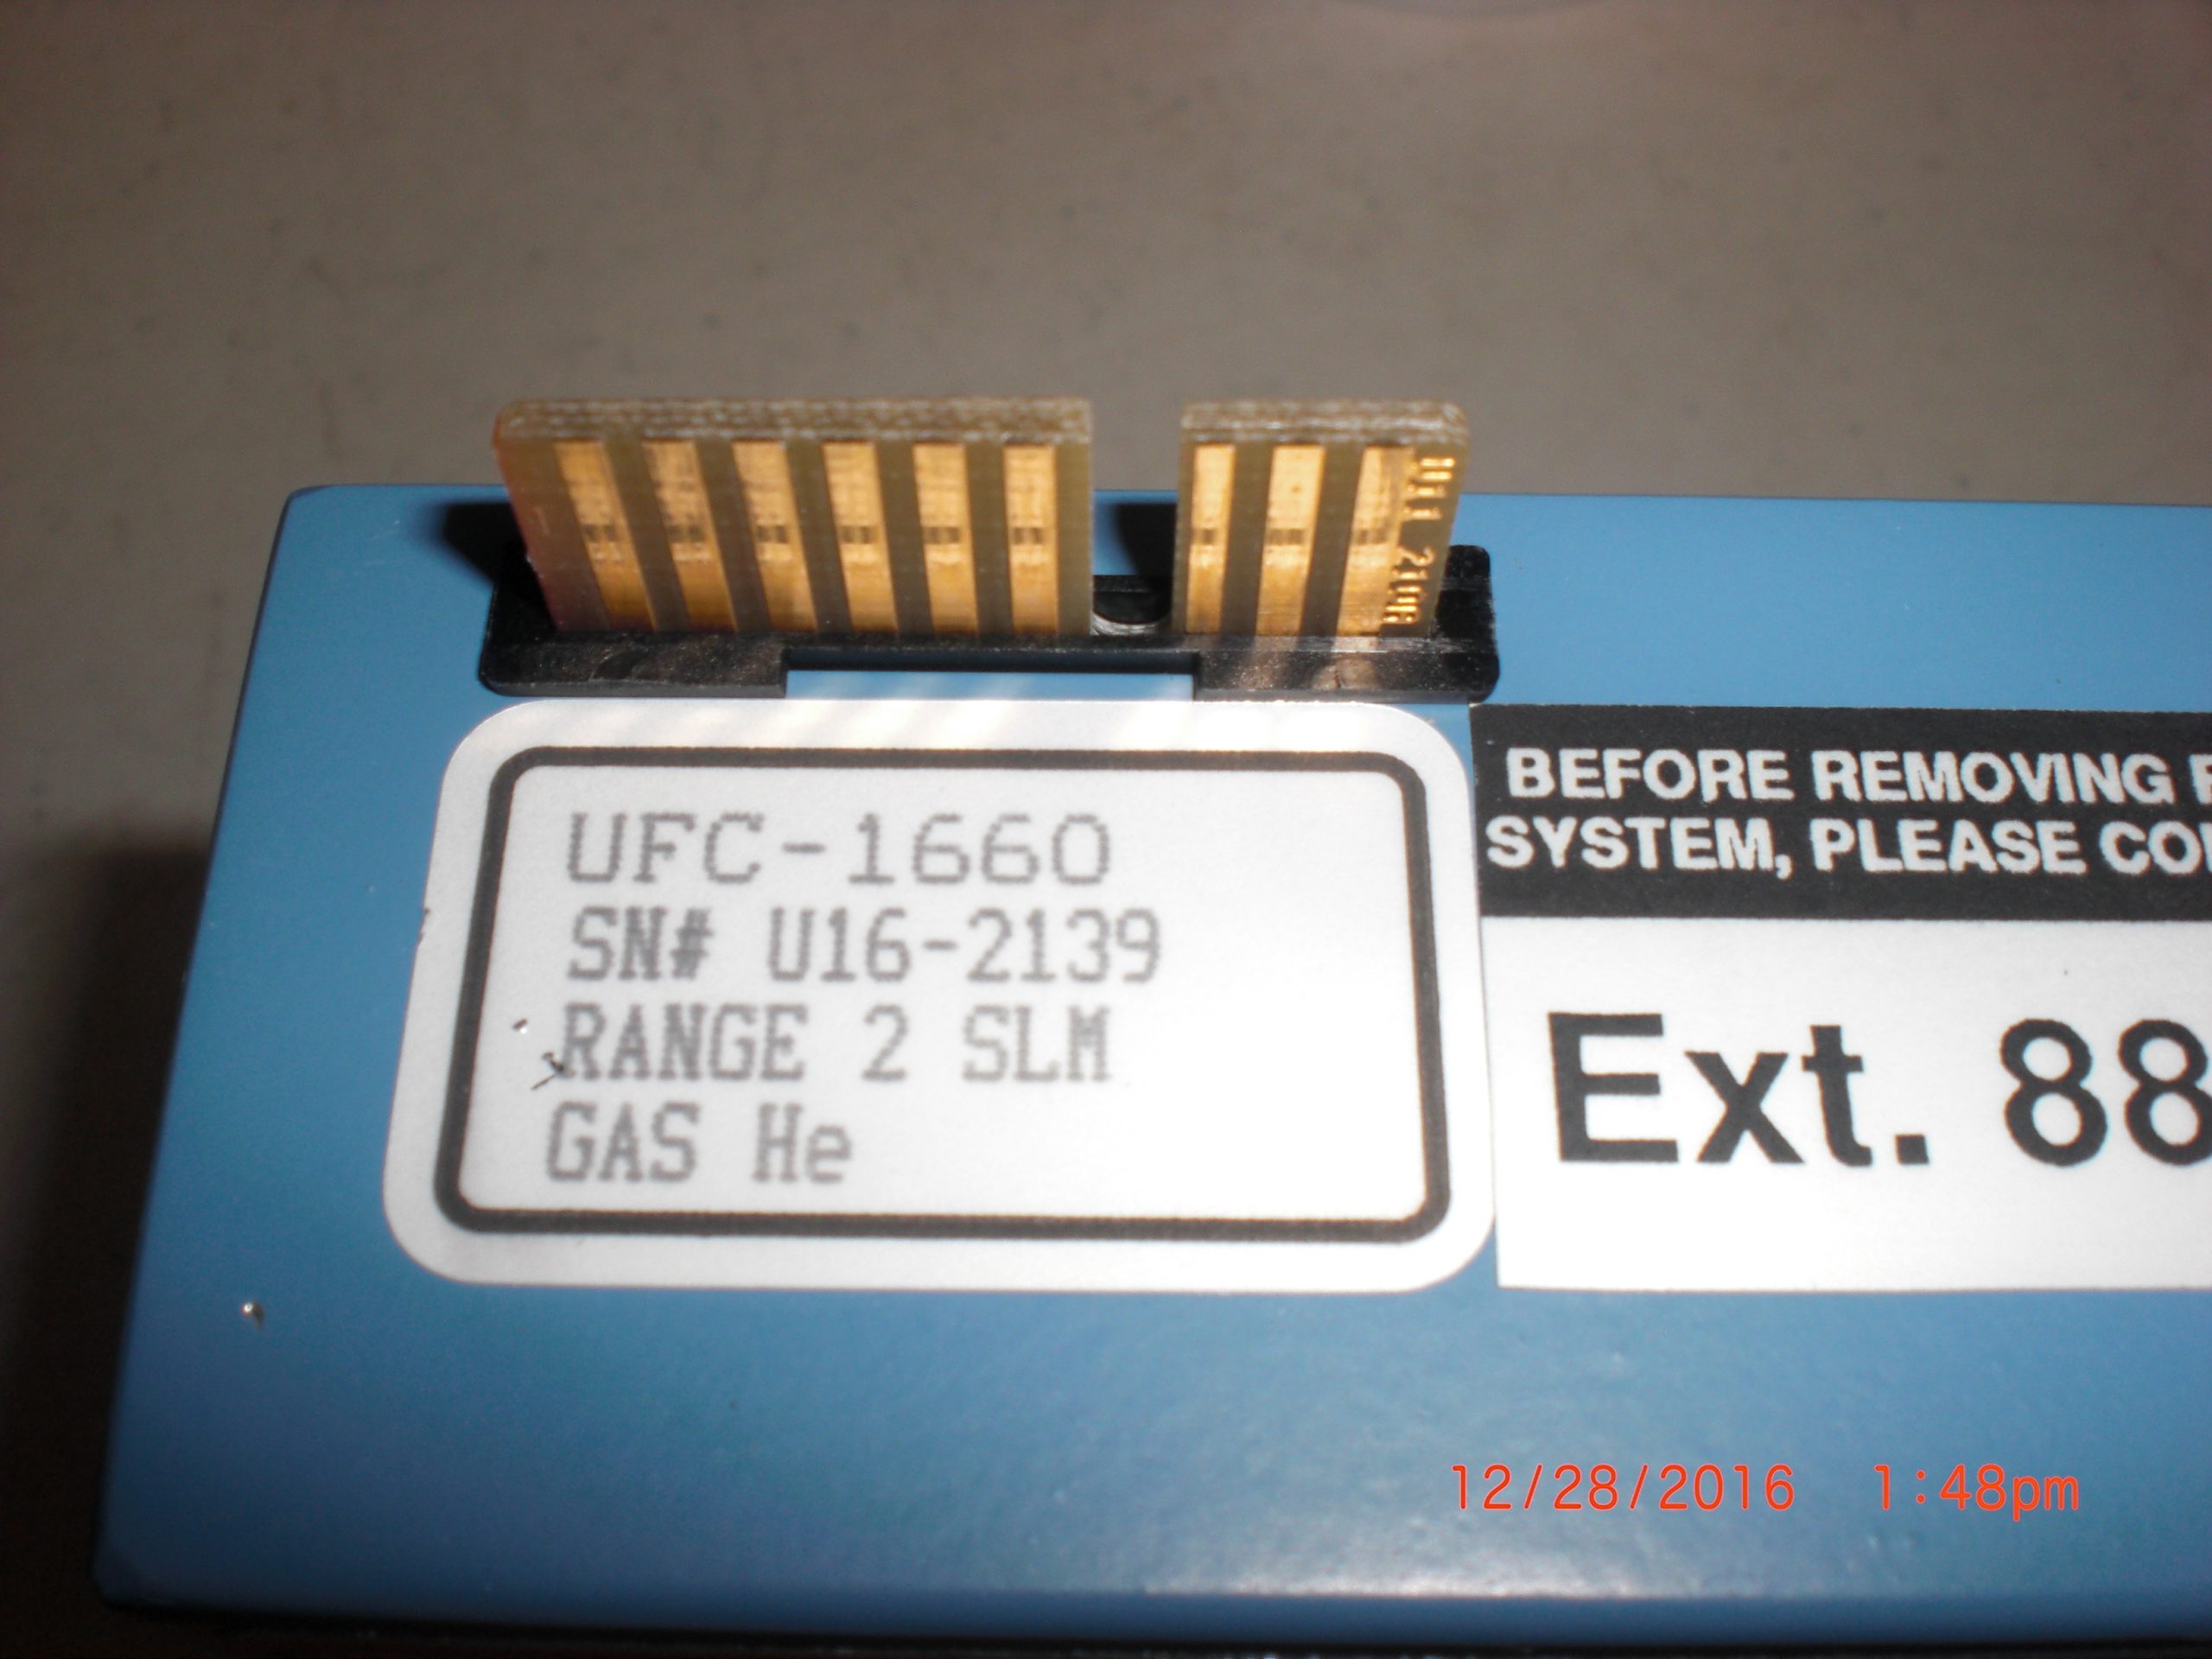 UFC-1660
SN# U16-2139
RANGE 2 SLM
GAS He
BEFORE REMOVING
SYSTEM, PLEASE
Ext. 88
12/28/2016 1:48pm